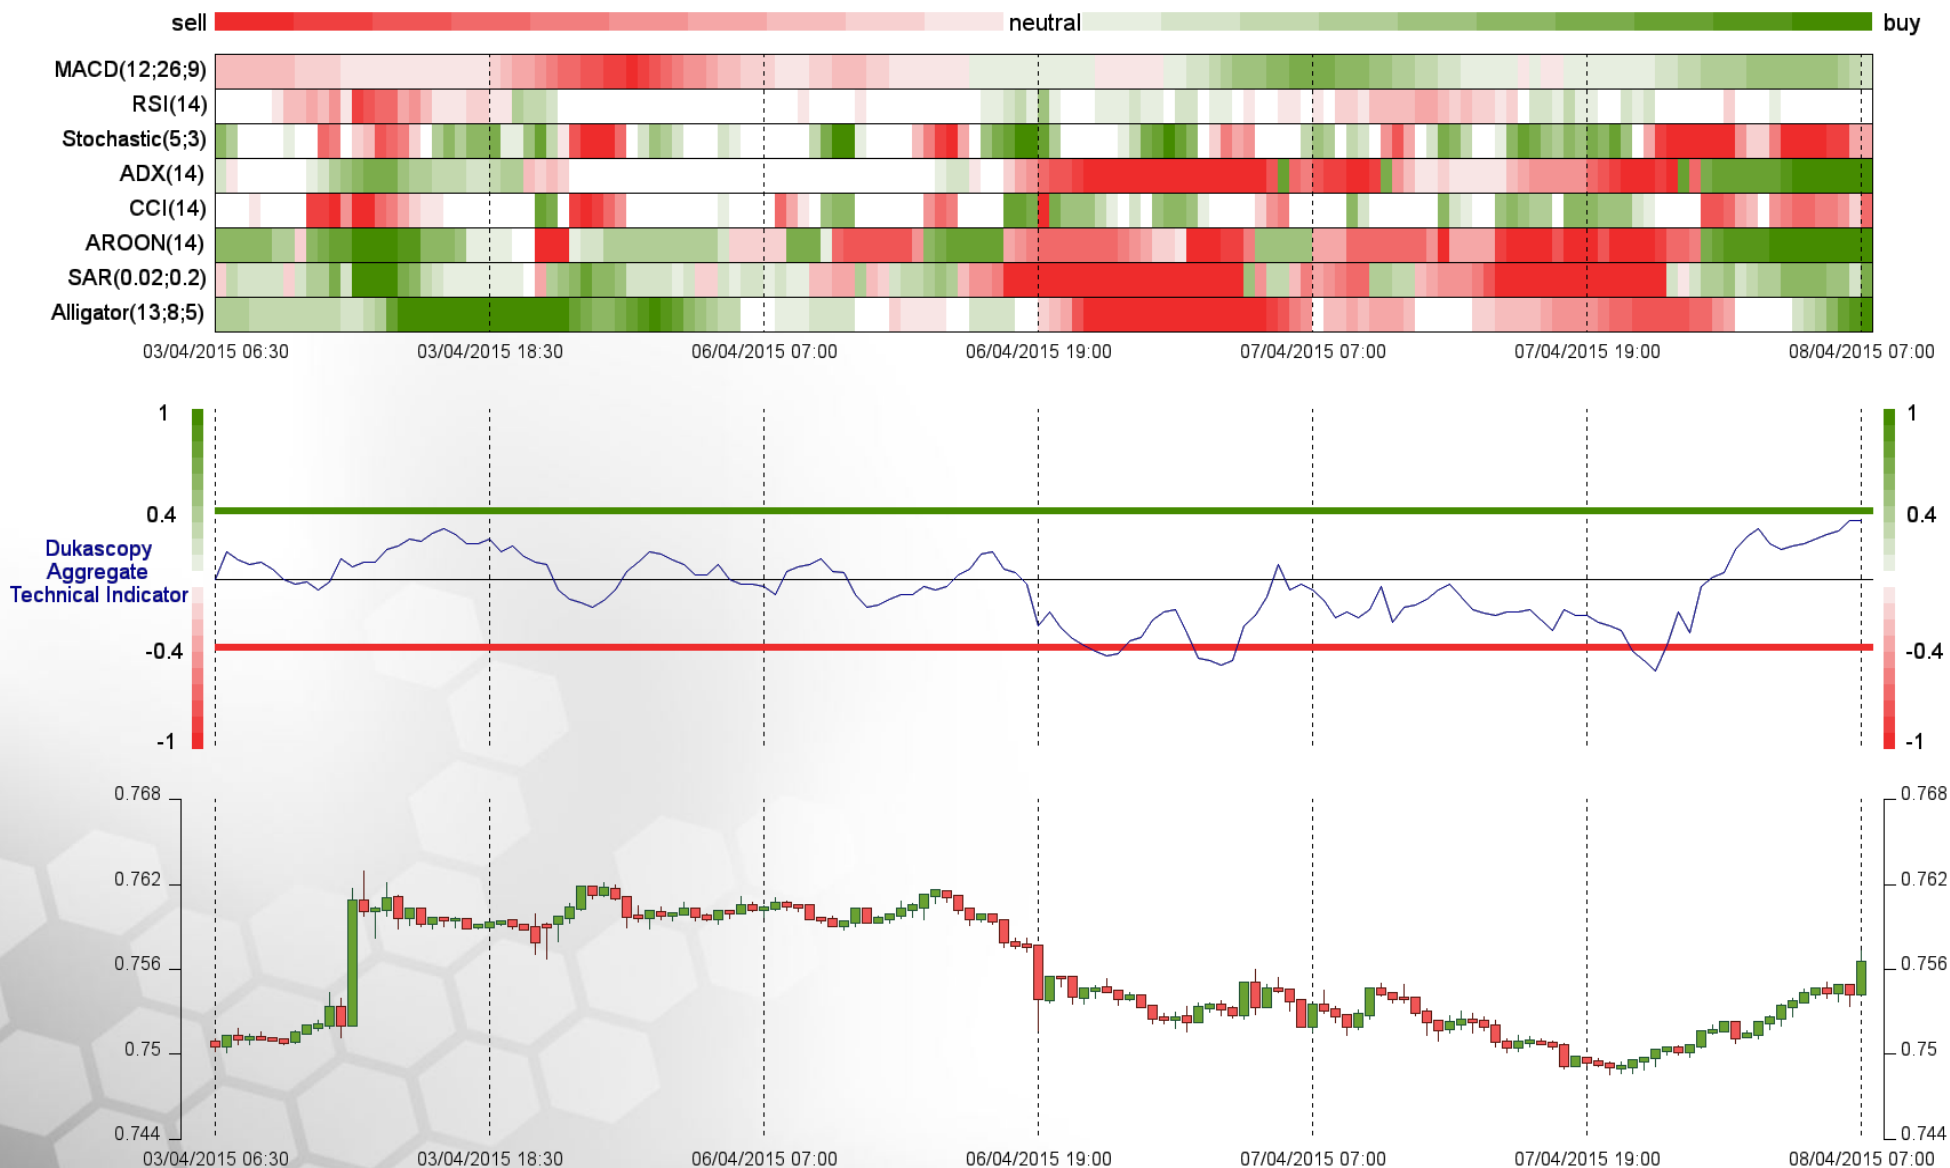 sell neutral buy
MACD(12;26;9)
RSI(14)
Stochastic(5;3)
ADX(14)
CCI(14)
AROON(14)
SAR(0.02;0.2)
Alligator(13;8;5)
03/04/2015 06:30 03/04/2015 18:30 06/04/2015 07:00 06/04/2015 19:00 07/04/2015 07:00 07/04/2015 19:00 08/04/2015 07:00
1 1
0.4 0.4
Dukascopy
Aggregate
Technical Indicator
-0.4 -0.4
-1 -1
0.768 0.768
0.762 0.762
0.756 0.756
0.75 0.75
0.744 0.744
03/04/2015 06:30 03/04/2015 18:30 06/04/2015 07:00 06/04/2015 19:00 07/04/2015 07:00 07/04/2015 19:00 08/04/2015 07:00